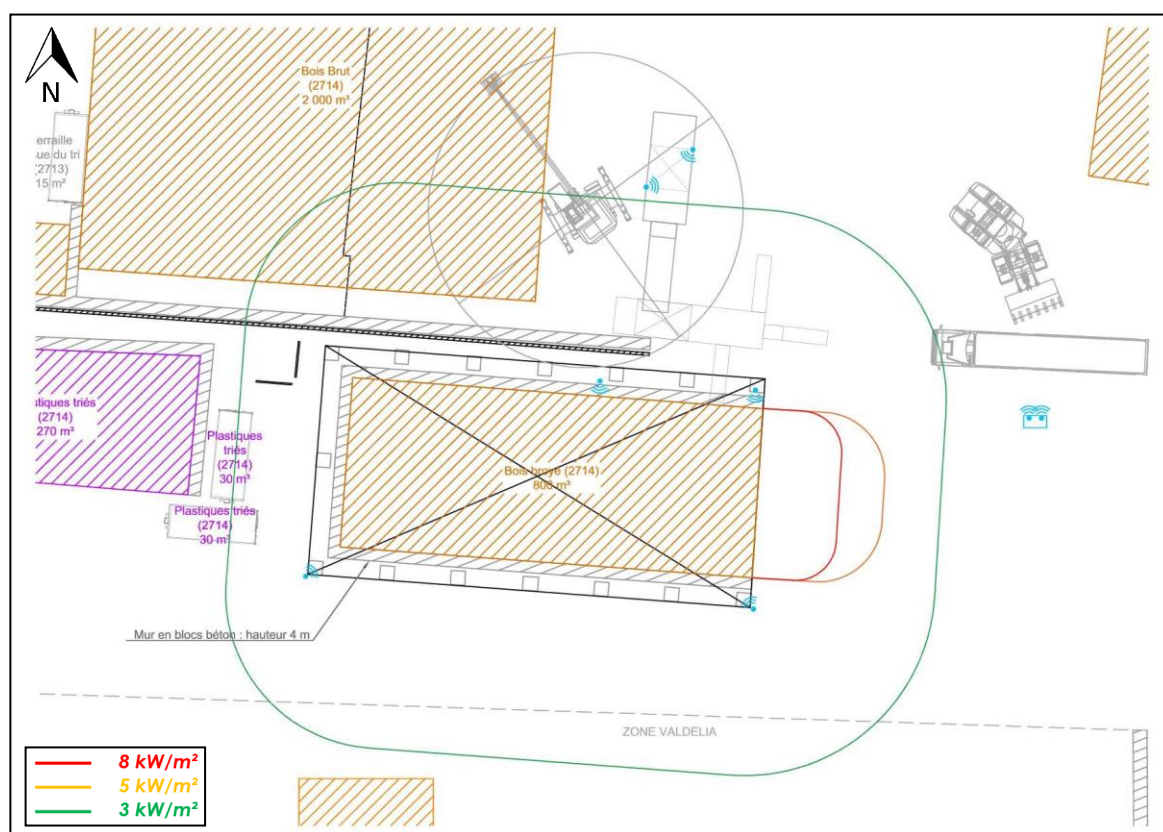 N
Bois Brut
(2714)
2 000 m³
erraille
sue du tri
(2713)
15 m²
stiques triés
(2714)
270 m³
Plastiques
triés
(2714)
30 m³
Plastiques triés
(2714)
30 m³
Bois broyé (2714)
800 m³
Mur en blocs béton : hauteur 4 m
ZONE VALDELIA
8 kW/m²
5 kW/m²
3 kW/m²